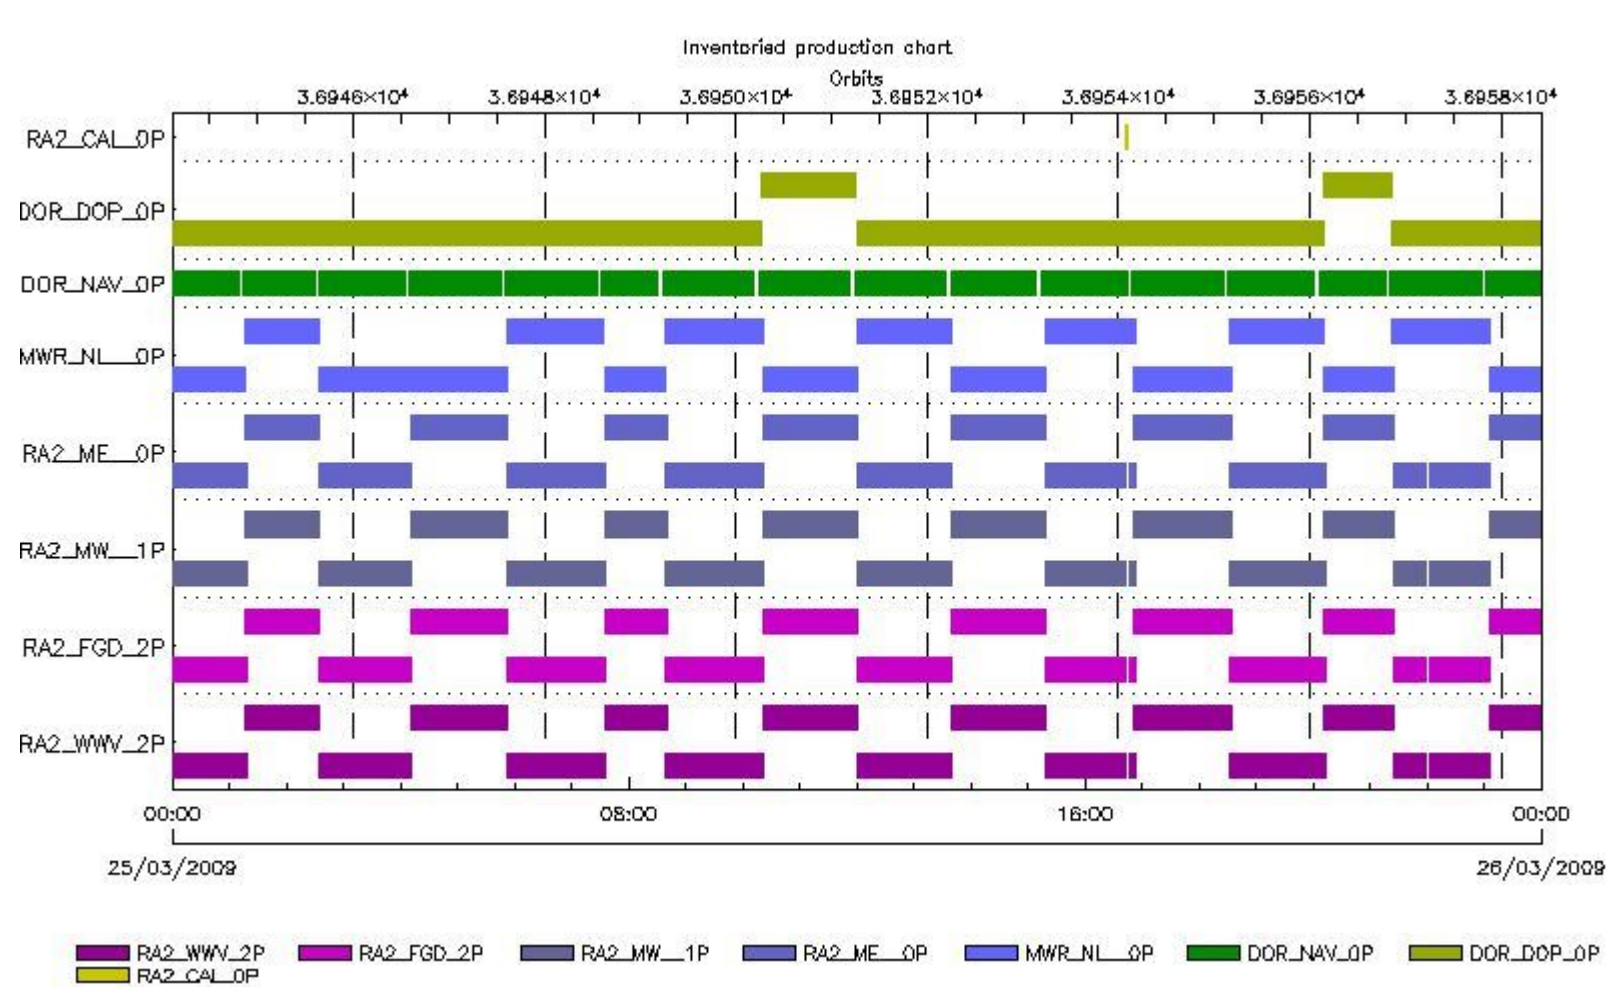 Inventoried production chart
Orbits
3.6946×10⁴ 3.6948×10⁴ 3.6950×10⁴ 3.6952×10⁴ 3.6954×10⁴ 3.6956×10⁴ 3.6958×10⁴
RA2_CAL_0P
DOR_DOP_0P
DOR_NAV_0P
MWR_NL__0P
RA2_ME__0P
RA2_MW__1P
RA2_FGD_2P
RA2_WWV_2P
00:00 08:00 16:00 00:00
25/03/2009 26/03/2009
RA2_WWV_2P RA2_FGD_2P RA2_MW__1P RA2_ME__0P MWR_NL__0P DOR_NAV_0P DOR_DOP_0P
RA2_CAL_0P